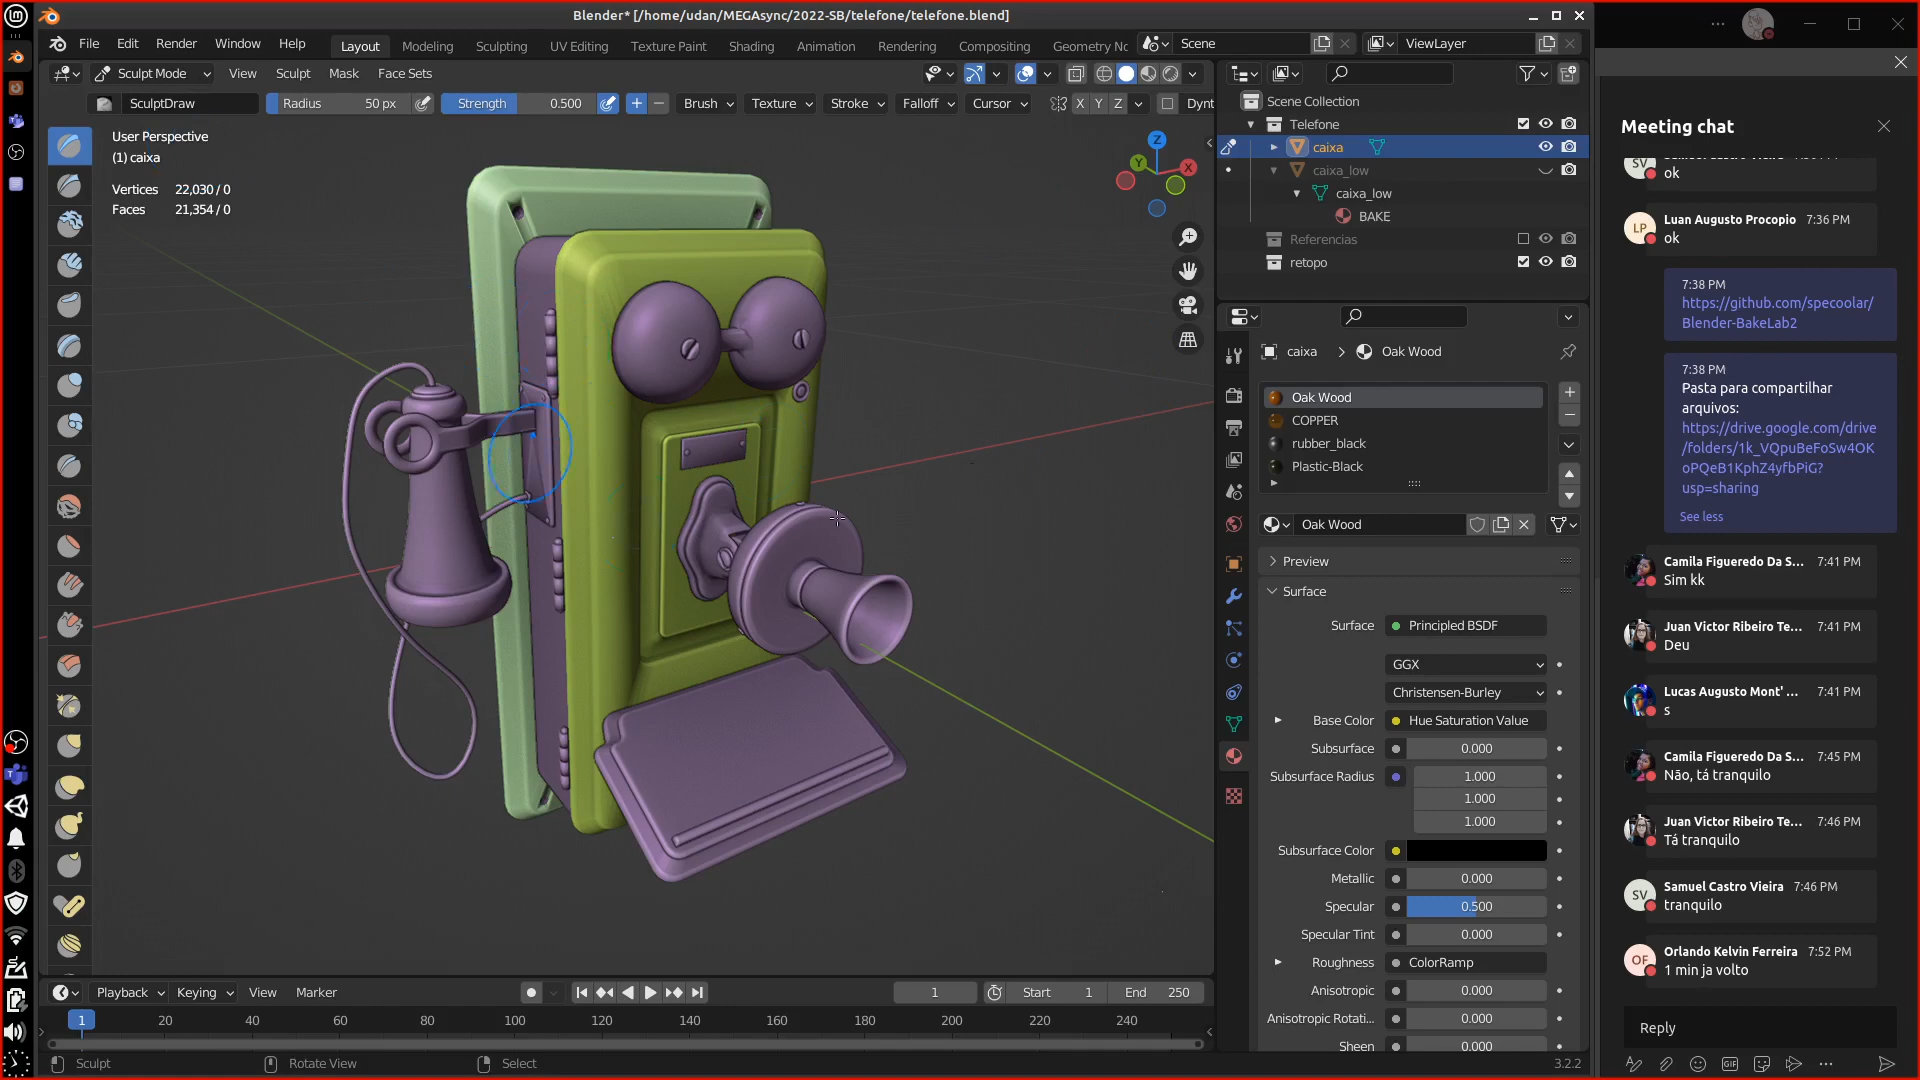 Blender* [/home/udan/MEGAsync/2022-SB/telefone/telefone.blend]
File Edit Render Window Help Layout Modeling Sculpting UV Editing Texture Paint Shading Animation Rendering Compositing Geometry No Scene ViewLayer
Sculpt Mode View Sculpt Mask Face Sets
SculptDraw Radius 50 px Strength 0.500 Brush Texture Stroke Falloff Cursor X Y Z Dynt
User Perspective
(1) caixa
Vertices 22,030 / 0
Faces 21,354 / 0
Z
Y
X
Scene Collection
Telefone
caixa
caixa_low
caixa_low
BAKE
Referencias
retopo
caixa > Oak Wood
Oak Wood
COPPER
rubber_black
Plastic-Black
Oak Wood
Preview
Surface
Surface Principled BSDF
GGX
Christensen-Burley
Base Color Hue Saturation Value
Subsurface 0.000
Subsurface Radius 1.000
1.000
1.000
Subsurface Color
Metallic 0.000
Specular 0.500
Specular Tint 0.000
Roughness ColorRamp
Anisotropic 0.000
Anisotropic Rotati... 0.000
Sheen 0.000
Playback Keying View Marker 1 Start 1 End 250
1 20 40 60 80 100 120 140 160 180 200 220 240
Sculpt Rotate View Select 3.2.2
Meeting chat
SV
ok
LP
Luan Augusto Procopio 7:36 PM
ok
7:38 PM
https://github.com/specoolar/
Blender-BakeLab2
7:38 PM
Pasta para compartilhar
arquivos:
https://drive.google.com/drive
/folders/1k_VQpuBeFoSw4OK
oPQeB1KphZ4yfbPiG?
usp=sharing
See less
Camila Figueredo Da S... 7:41 PM
Sim kk
Juan Victor Ribeiro Te... 7:41 PM
Deu
Lucas Augusto Mont' ... 7:41 PM
s
Camila Figueredo Da S... 7:45 PM
Não, tá tranquilo
Juan Victor Ribeiro Te... 7:46 PM
Tá tranquilo
SV
Samuel Castro Vieira 7:46 PM
tranquilo
OF
Orlando Kelvin Ferreira 7:52 PM
1 min ja volto
Reply
GIF